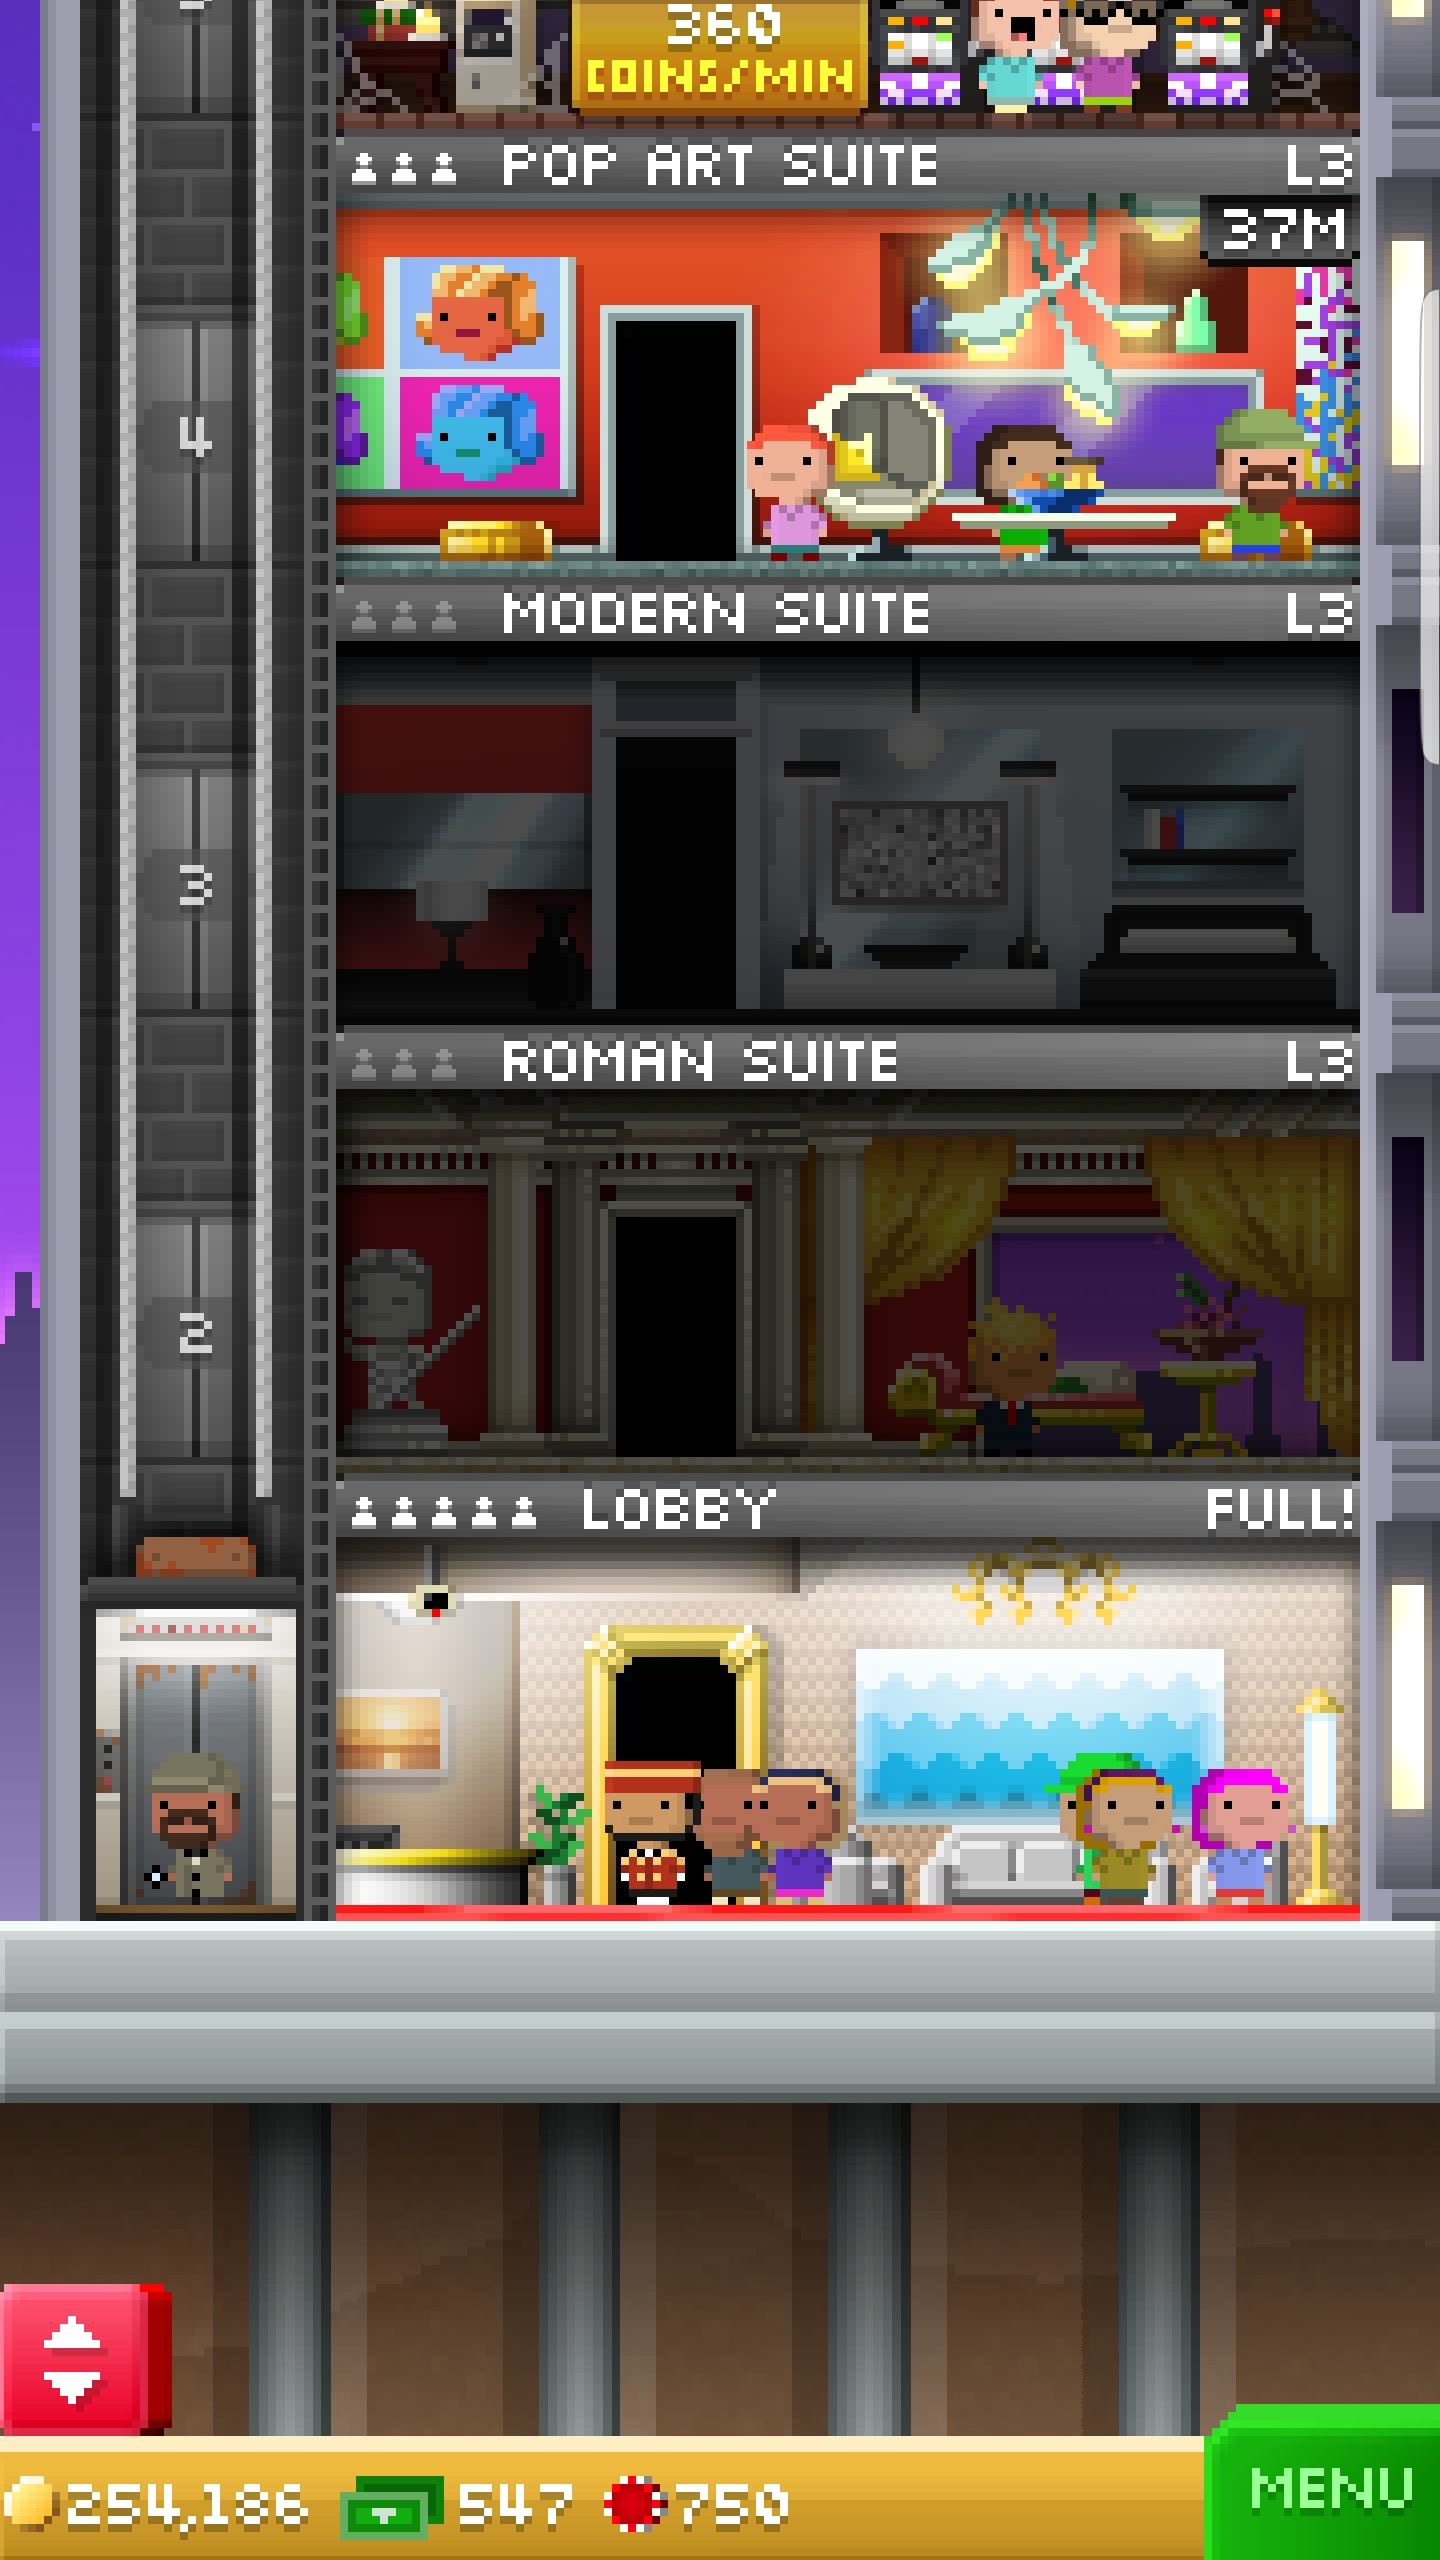 360
COINS/MIN
POP ART SUITE L3
37M
4
MODERN SUITE L3
3
ROMAN SUITE L3
2
LOBBY FULL!
254,186 547 750
MENU